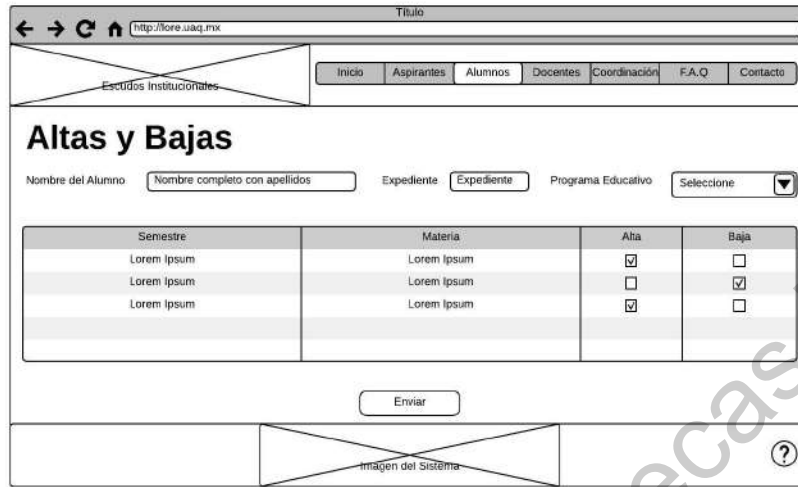 Título
http://lore.uaq.mx
Escudos Institucionales
Inicio Aspirantes Alumnos Docentes Coordinación F.A.Q Contacto
Altas y Bajas
Nombre del Alumno Nombre completo con apellidos Expediente Expediente Programa Educativo Seleccione
Semestre Materia Alta Baja
Lorem Ipsum Lorem Ipsum
Lorem Ipsum Lorem Ipsum
Lorem Ipsum Lorem Ipsum
Enviar
Imagen del Sistema
?
ecas